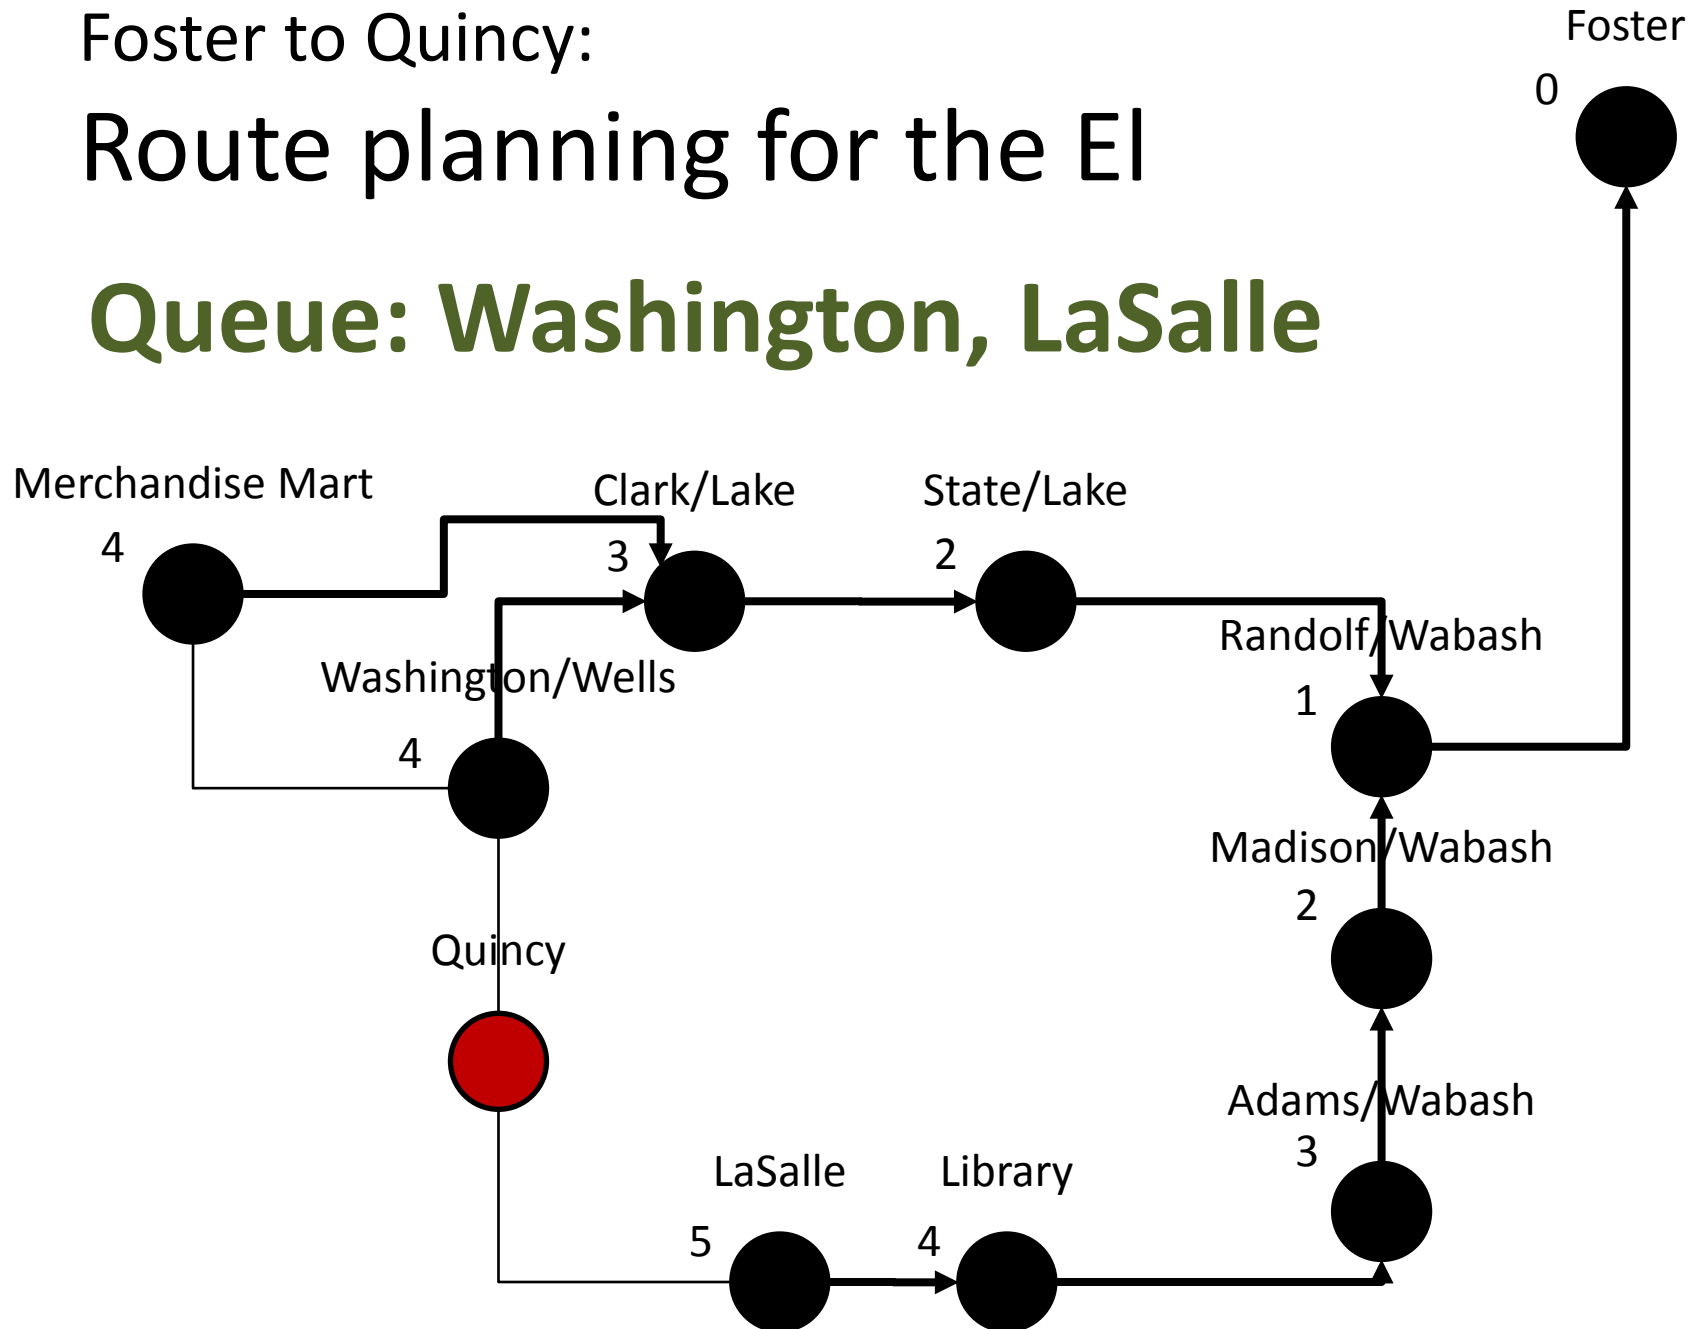 Foster to Quincy:
Foster
0
Route planning for the El
Queue: Washington, LaSalle
Merchandise Mart
Clark/Lake
State/Lake
4
3
2
Randolf/Wabash
Washington/Wells
1
4
Madison/Wabash
2
Quincy
Adams/Wabash
3
LaSalle
Library
5
4